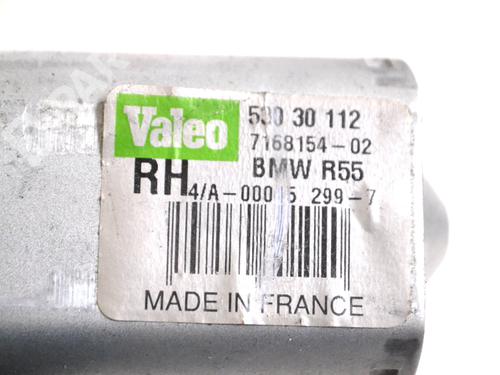 Valeo 530 30 112
7168154-02
BMW R55
RH 4/A-00015 299-7
MADE IN FRANCE